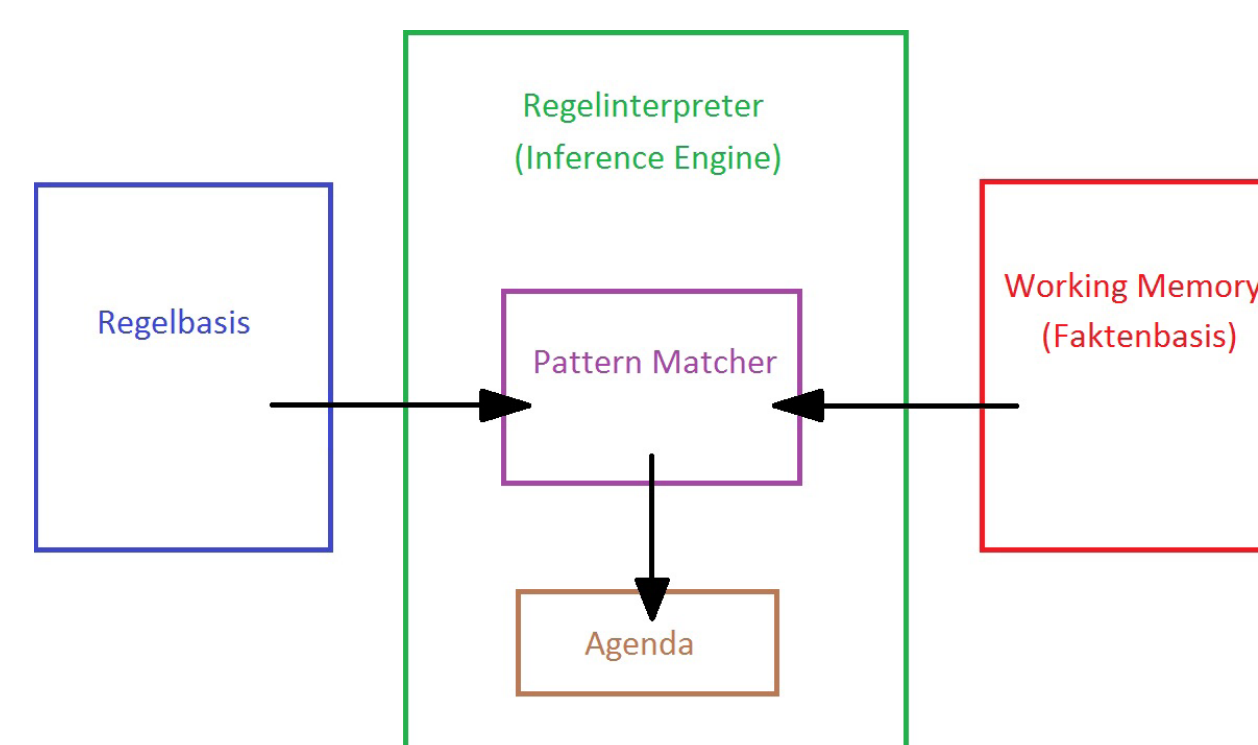 Regelinterpreter
(Inference Engine)
Regelbasis
Pattern Matcher
Working Memory
(Faktenbasis)
Agenda